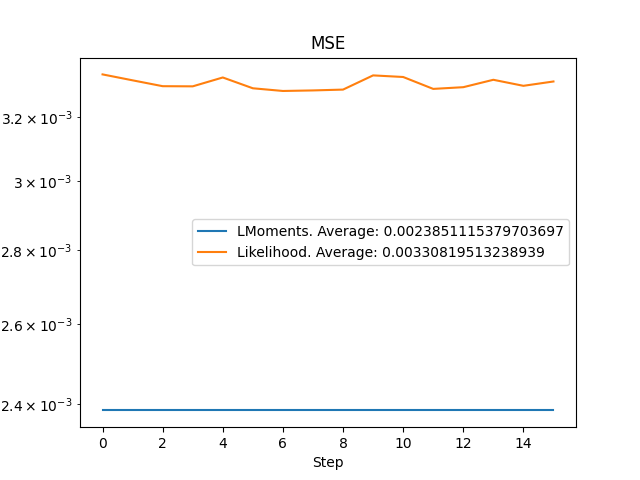 MSE
3.2 × 10⁻³
3 × 10⁻³
2.8 × 10⁻³
2.6 × 10⁻³
2.4 × 10⁻³
LMoments. Average: 0.0023851115379703697
Likelihood. Average: 0.00330819513238939
0 2 4 6 8 10 12 14
Step